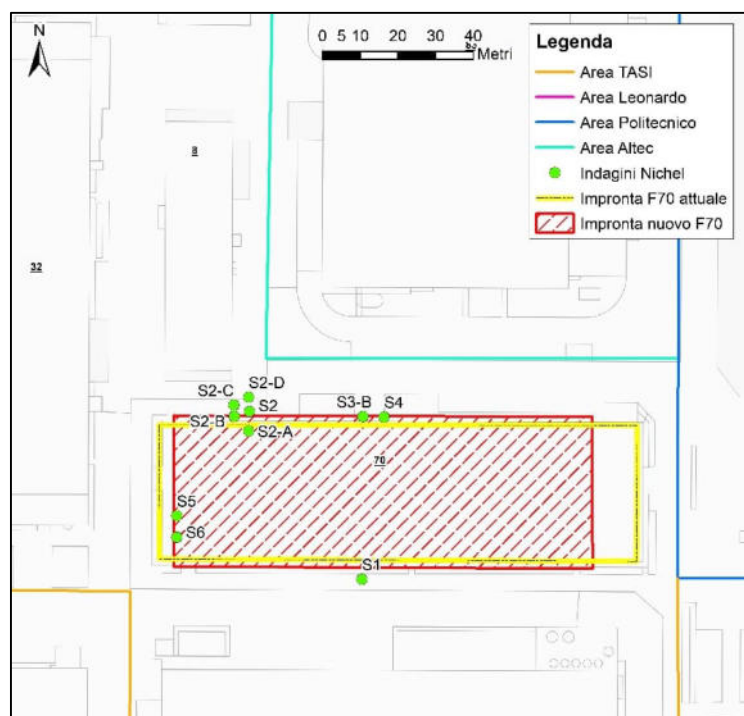 N
0 5 10 20 30 40
Metri
Legenda
Area TASI
Area Leonardo
Area Politecnico
Area Altec
Indagini Nichel
Impronta F70 attuale
Impronta nuovo F70
8
32
S2-D
S2-C
S2
S2-B
S2-A
S3-B
S4
70
S5
S6
S1